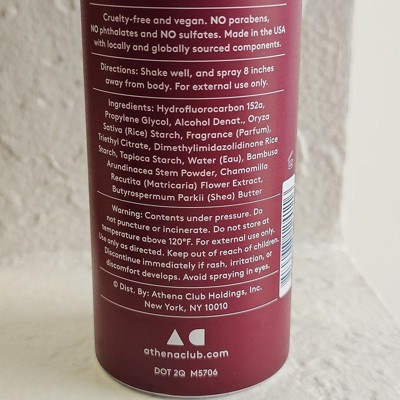 Cruelty-free and vegan. NO parabens,
NO phthalates and NO sulfates. Made in the USA
with locally and globally sourced components.
Directions: Shake well, and spray 8 inches
away from body. For external use only.
Ingredients: Hydrofluorocarbon 152a,
Propylene Glycol, Alcohol Denat., Oryza
Sativa (Rice) Starch, Fragrance (Parfum),
Triethyl Citrate, Dimethylimidazolidinone Rice
Starch, Tapioca Starch, Water (Eau), Bambusa
Arundinacea Stem Powder, Chamomilla
Recutita (Matricaria) Flower Extract,
Butyrospermum Parkii (Shea) Butter
Warning: Contents under pressure. Do
not puncture or incinerate. Do not store at
temperature above 120°F. For external use only.
Use only as directed. Keep out of reach of children.
Discontinue immediately if rash, irritation, or
discomfort develops. Avoid spraying in eyes.
© Dist. By: Athena Club Holdings, Inc.
New York, NY 10010
athenaclub.com
DOT 2Q M5706